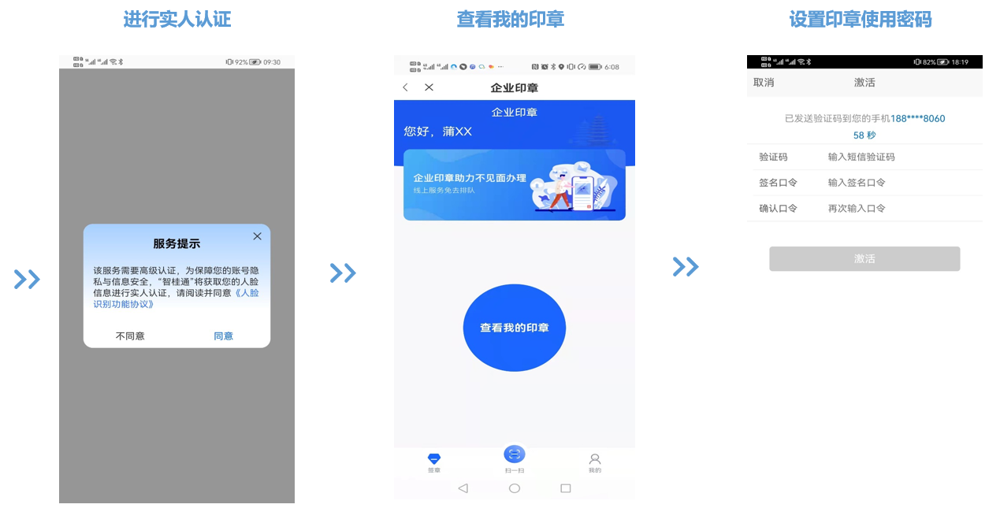 进行实人认证
查看我的印章
设置印章使用密码
92% 09:30
服务提示
该服务需要高级认证，为保障您的账号隐
私与信息安全，“智桂通”将获取您的人脸
信息进行实人认证，请阅读并同意《人脸
识别功能协议》
不同意 同意
6:08
企业印章
企业印章
您好，蒲XX
企业印章助力不见面办理
线上服务免去排队
查看我的印章
签章 扫一扫 我的
82% 18:19
取消 激活
已发送验证码到您的手机188****8060
58 秒
验证码 输入短信验证码
签名口令 输入签名口令
确认口令 再次输入口令
激活